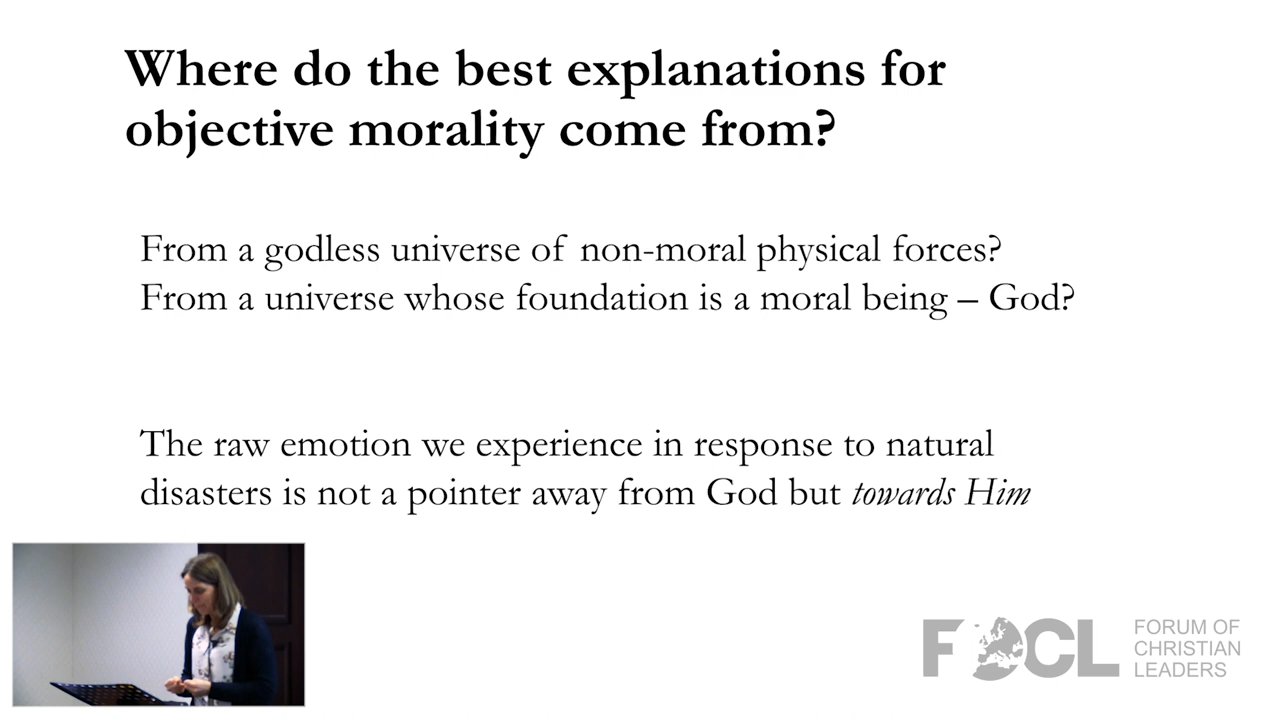 Where do the best explanations for
objective morality come from?
From a godless universe of non-moral physical forces?
From a universe whose foundation is a moral being – God?
The raw emotion we experience in response to natural
disasters is not a pointer away from God but towards Him
FOCL
FORUM OF
CHRISTIAN
LEADERS